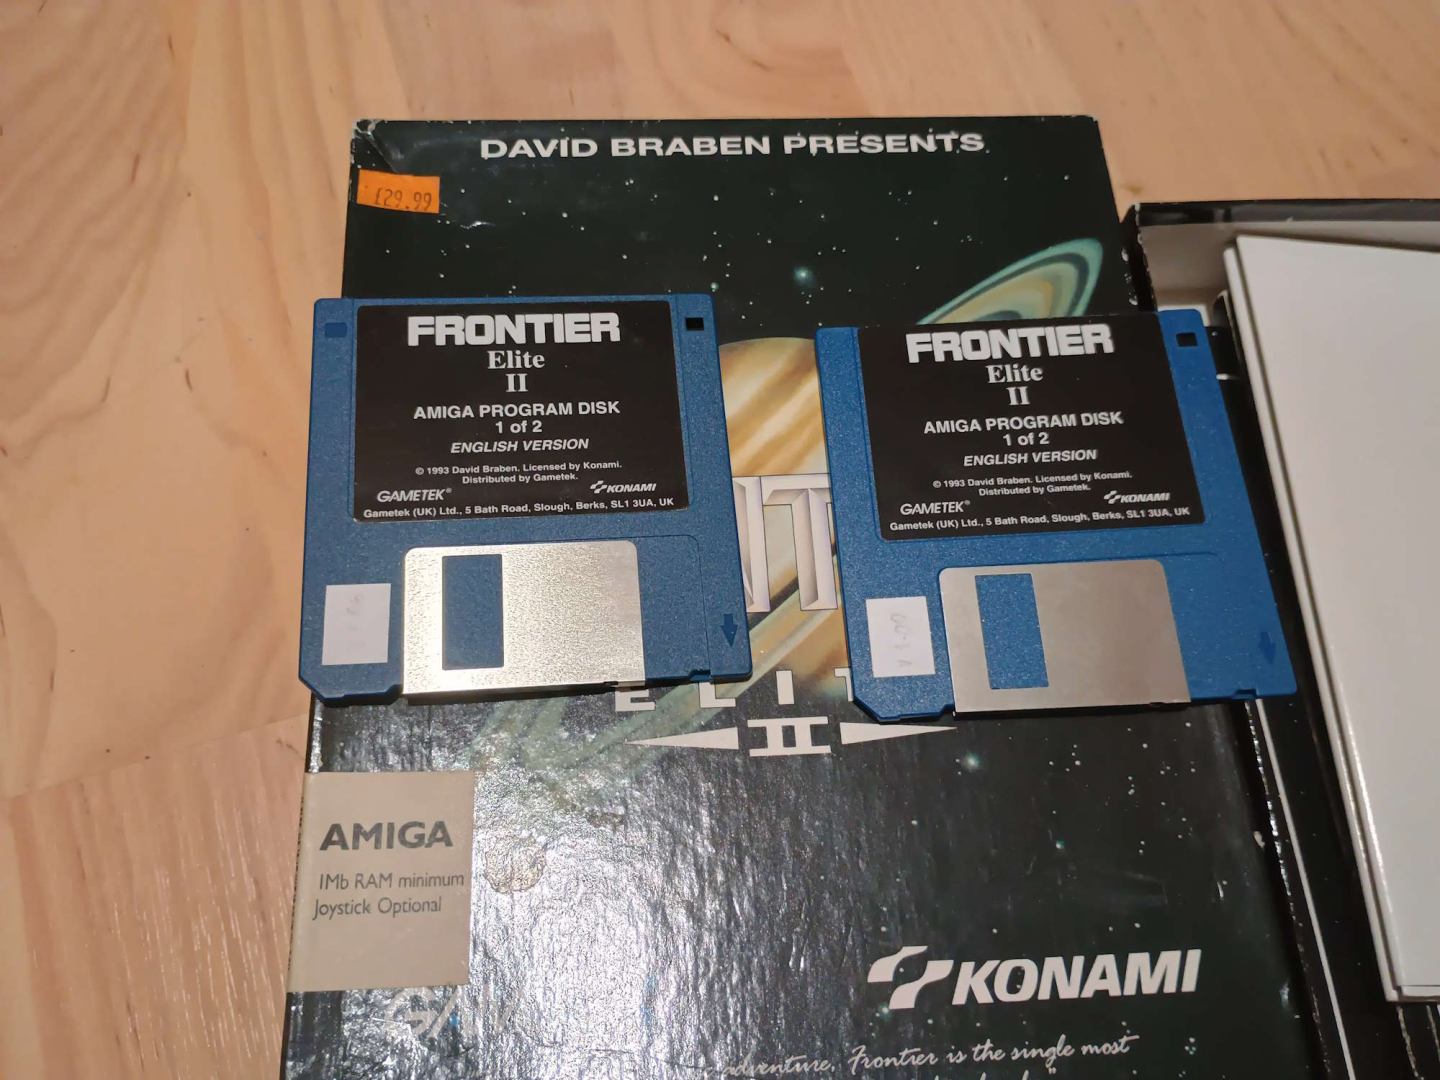 DAVID BRABEN PRESENTS
£29.99
FRONTIER
Elite
II
AMIGA PROGRAM DISK
1 of 2
ENGLISH VERSION
© 1993 David Braben. Licensed by Konami.
Distributed by Gametek.
GAMETEK®
KONAMI
Gametek (UK) Ltd., 5 Bath Road, Slough, Berks, SL1 3UA, UK
FRONTIER
Elite
II
AMIGA PROGRAM DISK
1 of 2
ENGLISH VERSION
© 1993 David Braben. Licensed by Konami.
Distributed by Gametek.
GAMETEK®
KONAMI
Gametek (UK) Ltd., 5 Bath Road, Slough, Berks, SL1 3UA, UK
II
AMIGA
1Mb RAM minimum
Joystick Optional
KONAMI
adventure. Frontier is the single most